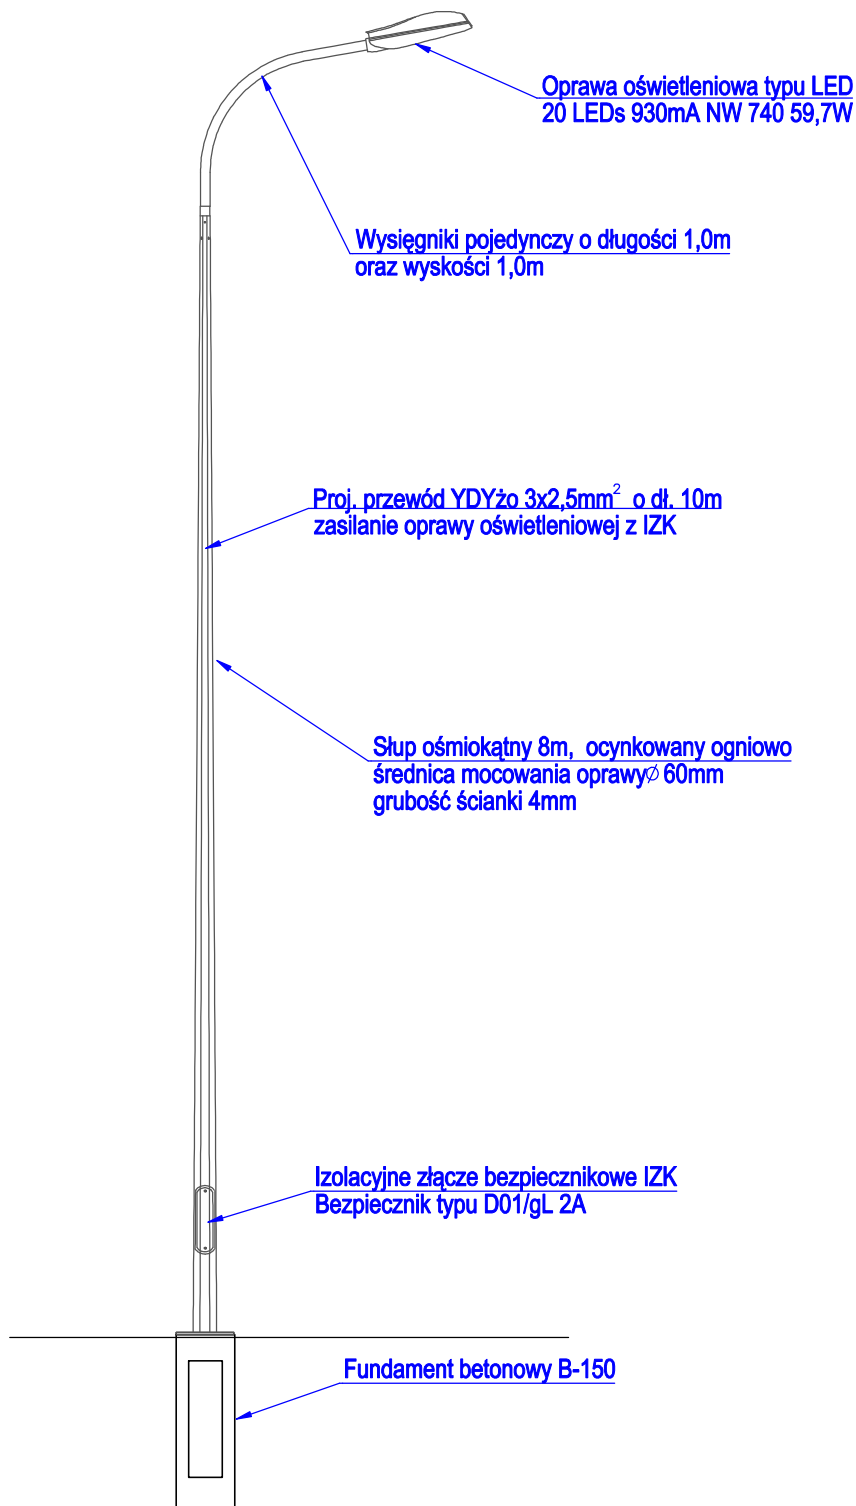 Oprawa oświetleniowa typu LED
20 LEDs 930mA NW 740 59,7W
Wysięgniki pojedynczy o długości 1,0m
oraz wyskości 1,0m
Proj. przewód YDYżo 3x2,5mm² o dł. 10m
zasilanie oprawy oświetleniowej z IZK
Słup ośmiokątny 8m, ocynkowany ogniowo
średnica mocowania oprawy∅ 60mm
grubość ścianki 4mm
Izolacyjne złącze bezpiecznikowe IZK
Bezpiecznik typu D01/gL 2A
Fundament betonowy B-150